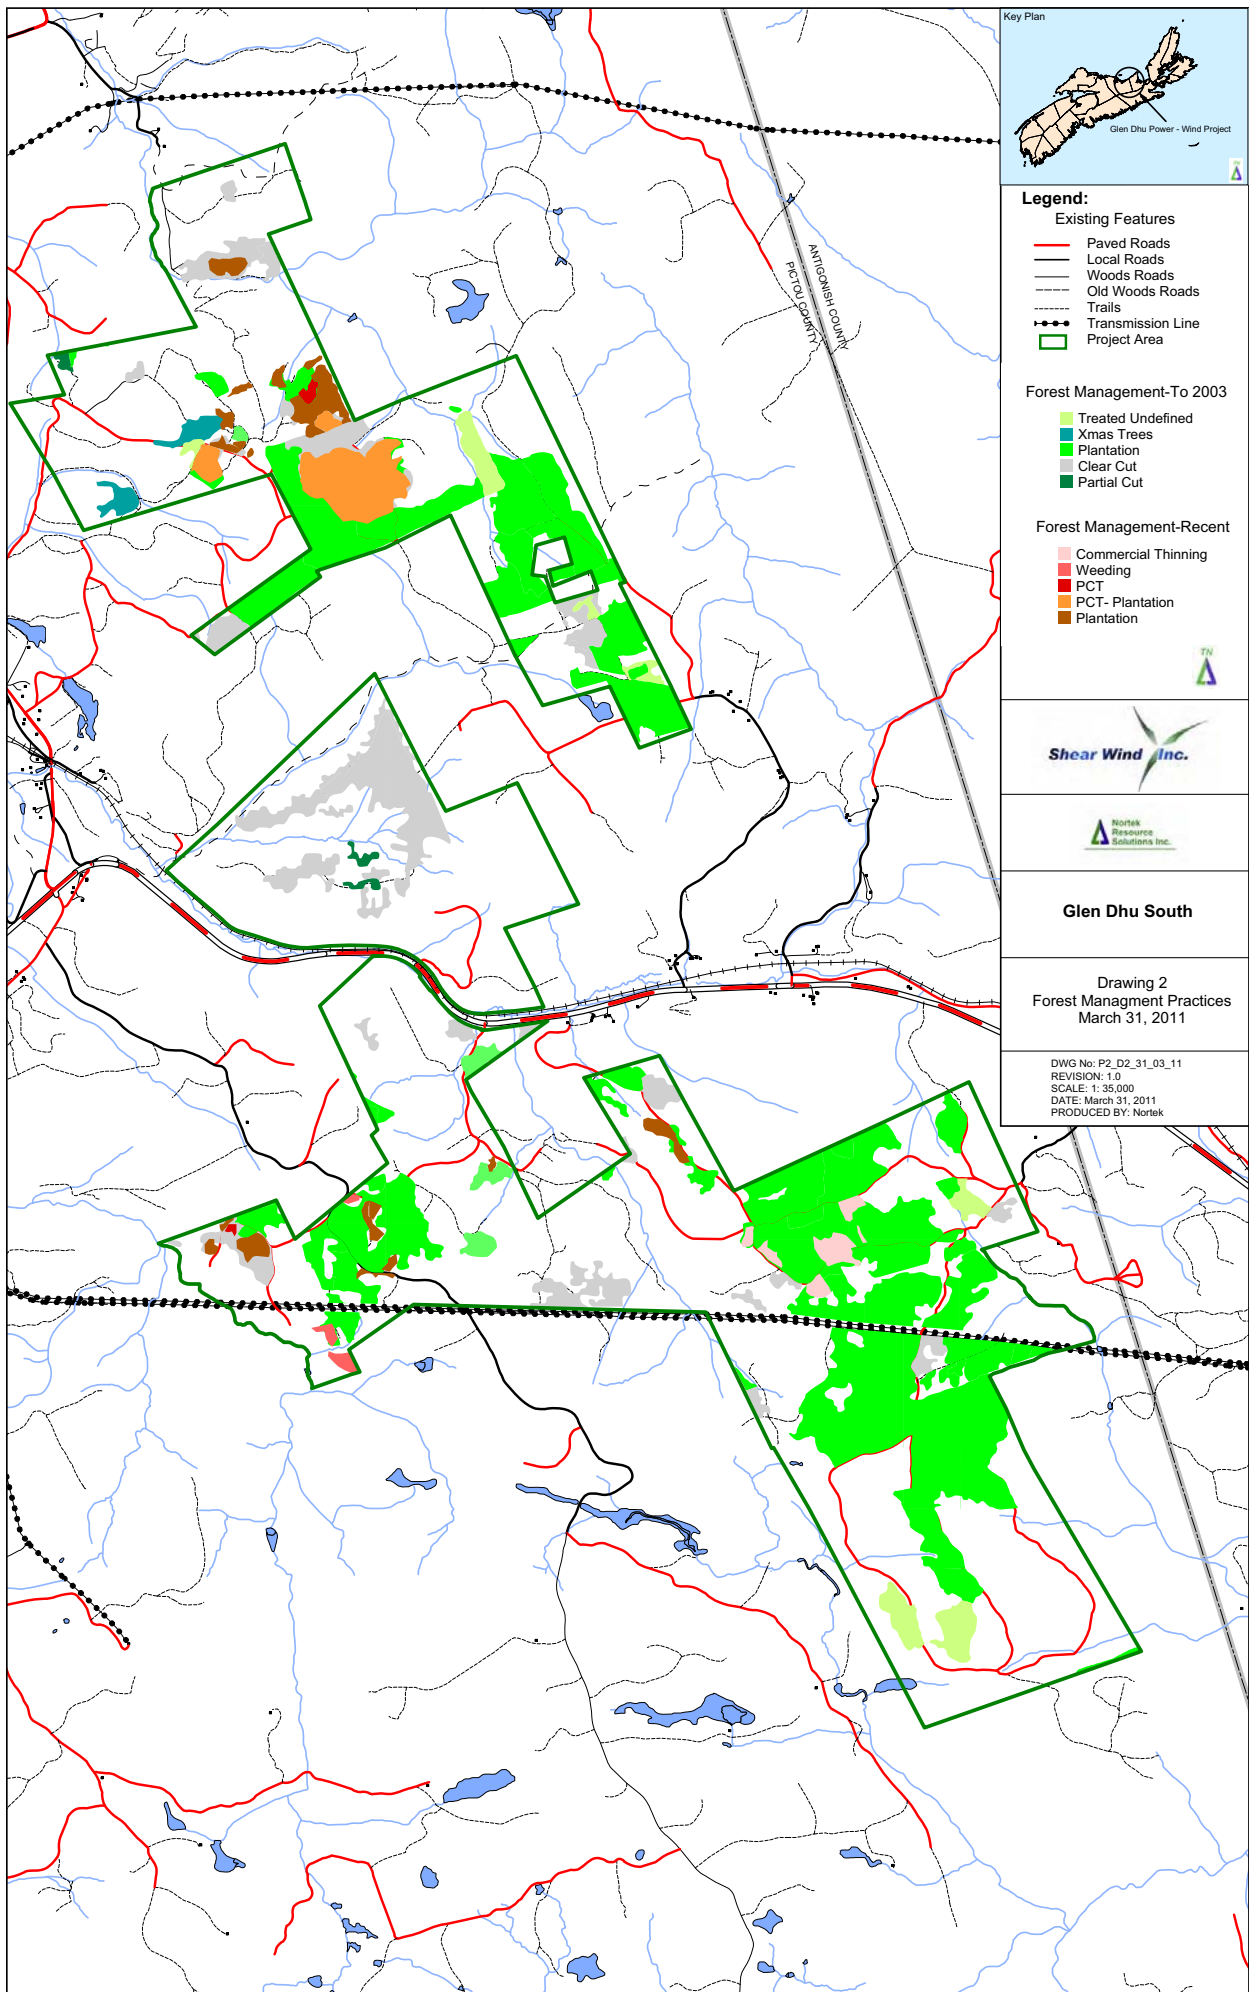 Key Plan
Glen Dhu Power - Wind Project
TN
Legend:
Existing Features
Paved Roads
Local Roads
Woods Roads
Old Woods Roads
Trails
Transmission Line
Project Area
Forest Management-To 2003
Treated Undefined
Xmas Trees
Plantation
Clear Cut
Partial Cut
Forest Management-Recent
Commercial Thinning
Weeding
PCT
PCT- Plantation
Plantation
TN
Shear Wind Inc.
Nortek
Resource
Solutions Inc.
Glen Dhu South
Drawing 2
Forest Managment Practices
March 31, 2011
DWG No: P2_D2_31_03_11
REVISION: 1.0
SCALE: 1: 35,000
DATE: March 31, 2011
PRODUCED BY: Nortek
ANTIGONISH COUNTY
PICTOU COUNTY